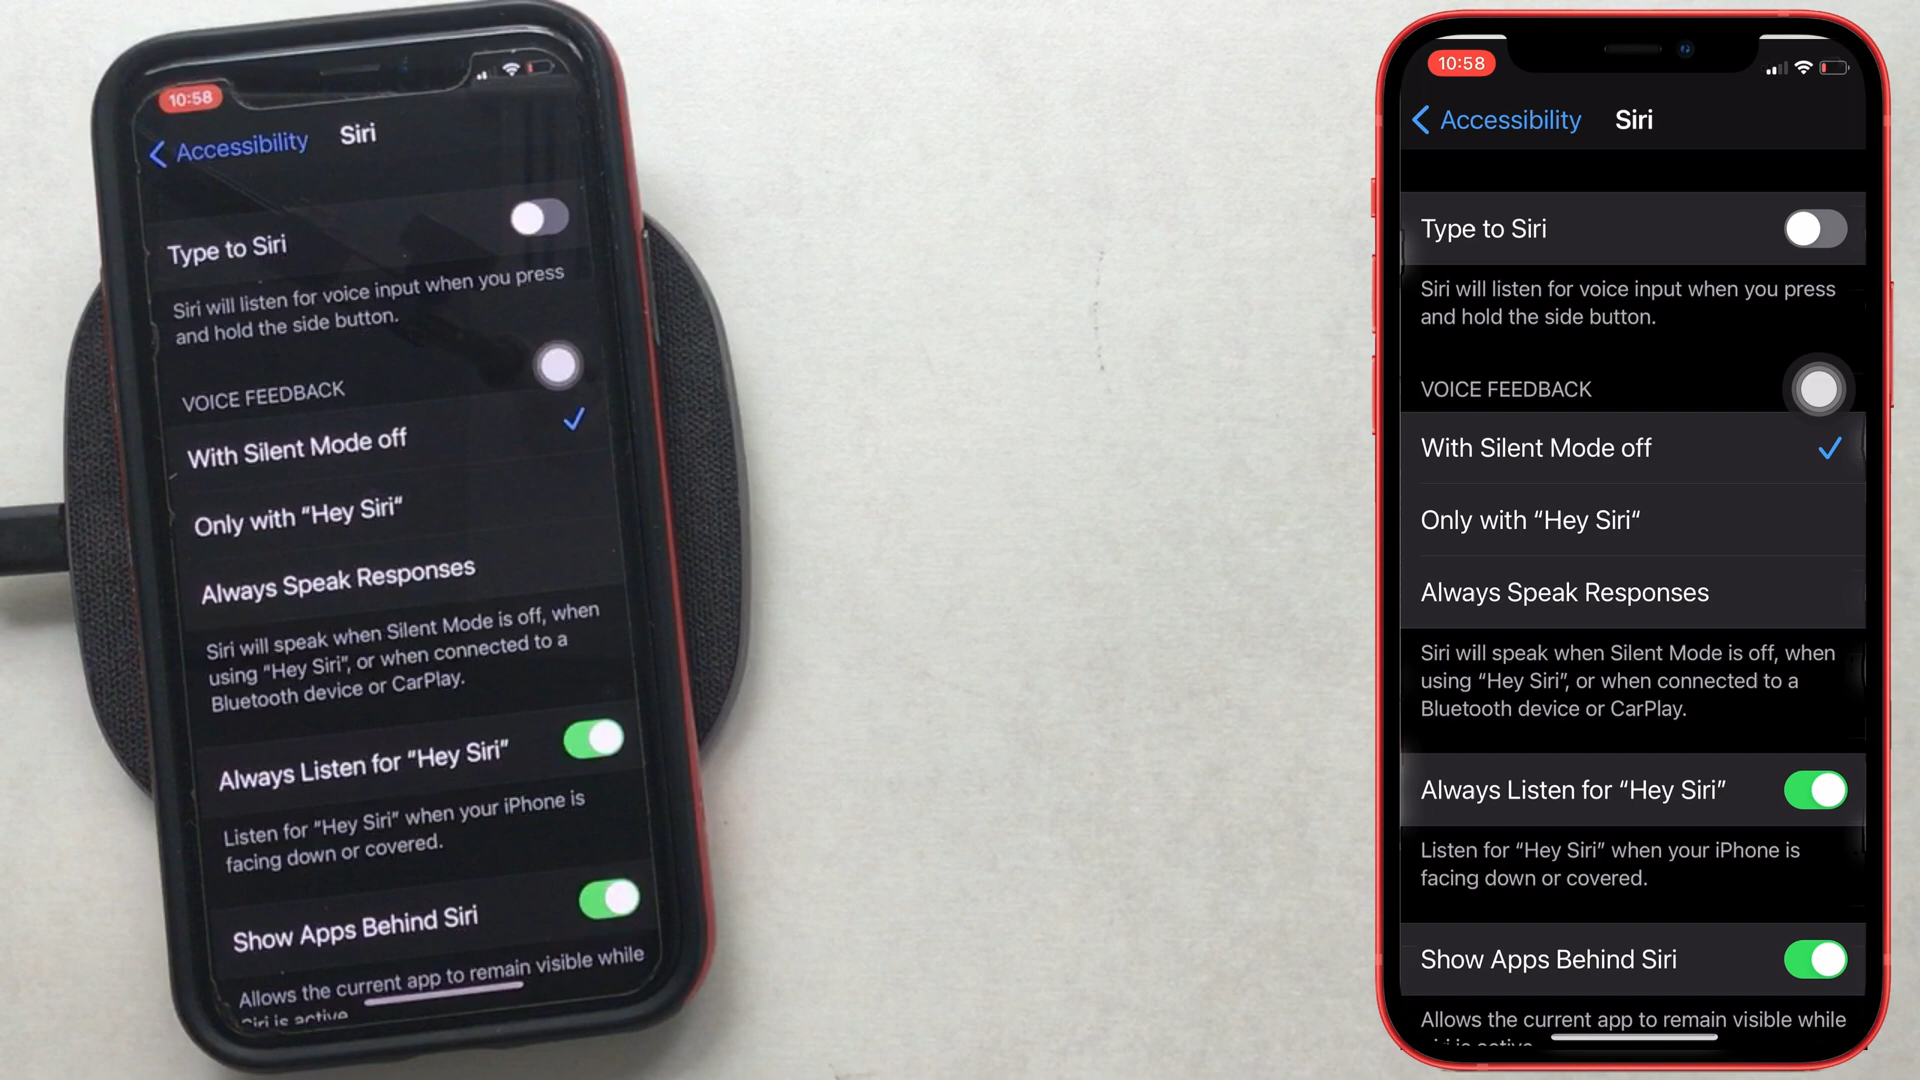 10:58
Accessibility
Siri
Type to Siri
Siri will listen for voice input when you press
and hold the side button.
VOICE FEEDBACK
With Silent Mode off
Only with “Hey Siri“
Always Speak Responses
Siri will speak when Silent Mode is off, when
using “Hey Siri”, or when connected to a
Bluetooth device or CarPlay.
Always Listen for “Hey Siri”
Listen for “Hey Siri” when your iPhone is
facing down or covered.
Show Apps Behind Siri
Allows the current app to remain visible while
Siri is active
10:58
Accessibility
Siri
Type to Siri
Siri will listen for voice input when you press
and hold the side button.
VOICE FEEDBACK
With Silent Mode off
Only with “Hey Siri“
Always Speak Responses
Siri will speak when Silent Mode is off, when
using “Hey Siri”, or when connected to a
Bluetooth device or CarPlay.
Always Listen for “Hey Siri”
Listen for “Hey Siri” when your iPhone is
facing down or covered.
Show Apps Behind Siri
Allows the current app to remain visible while